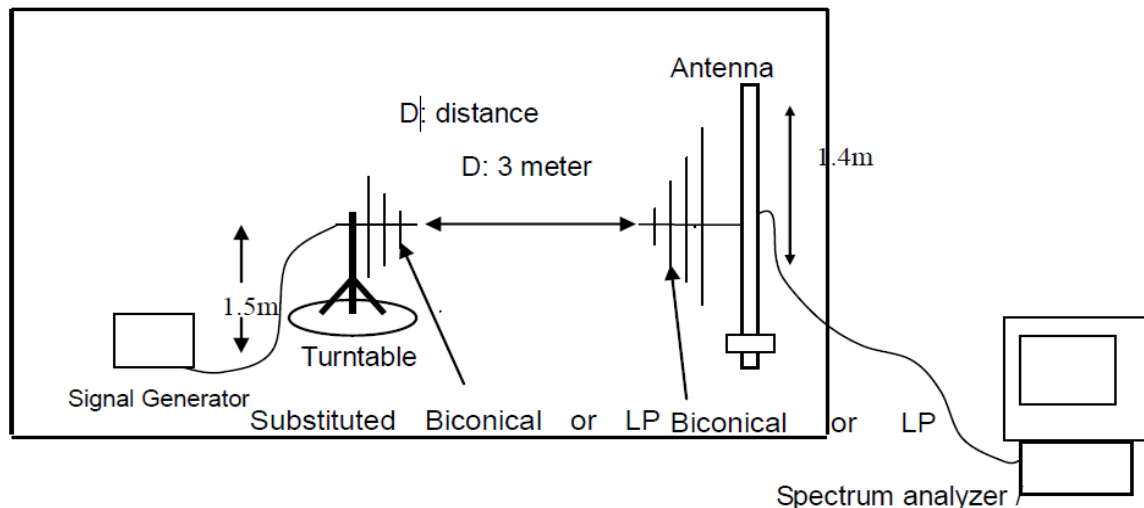 Antenna
D: distance
1.4m
D: 3 meter
1.5m
Turntable
Signal Generator
Substituted Biconical or LP
Biconical or LP
Spectrum analyzer /